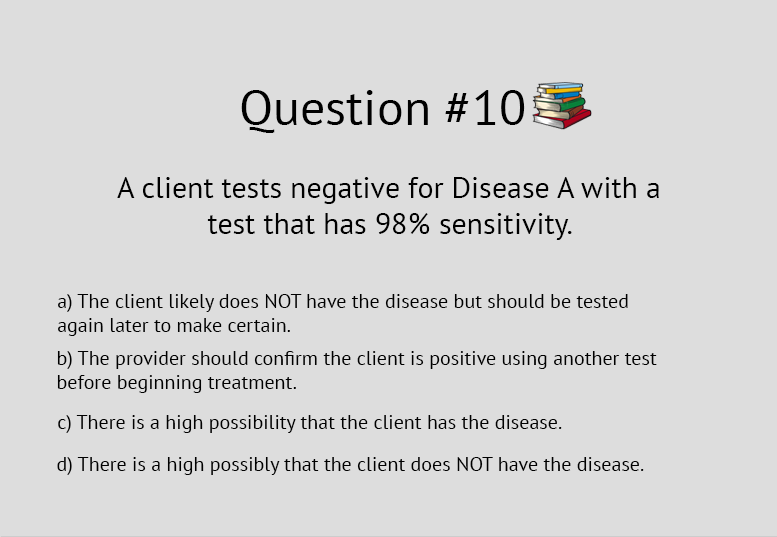 Question #10
A client tests negative for Disease A with a
test that has 98% sensitivity.
a) The client likely does NOT have the disease but should be tested
again later to make certain.
b) The provider should confirm the client is positive using another test
before beginning treatment.
c) There is a high possibility that the client has the disease.
d) There is a high possibly that the client does NOT have the disease.